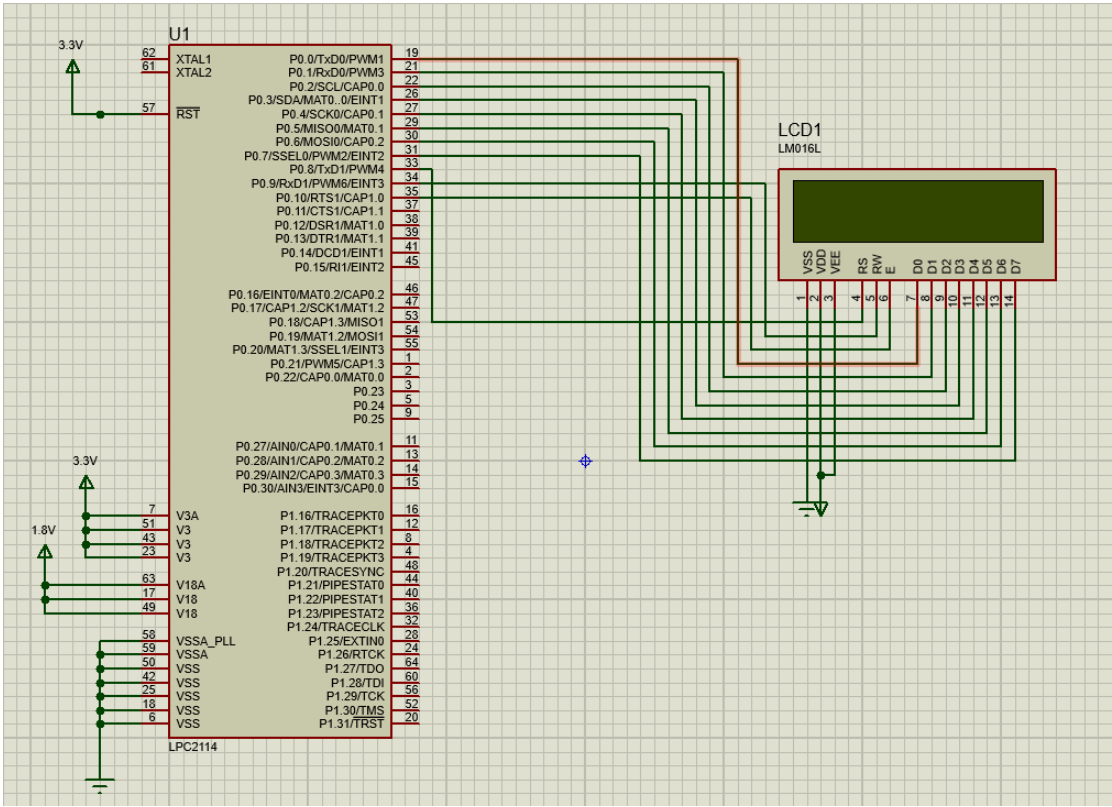 U1
3.3V
62 XTAL1
61 XTAL2
57 RST
3.3V
7 V3A
51 V3
43 V3
23 V3
1.8V
63 V18A
17 V18
49 V18
58 VSSA_PLL
59 VSSA
50 VSS
42 VSS
25 VSS
18 VSS
6 VSS
P0.0/TxD0/PWM1 19
P0.1/RxD0/PWM3 21
P0.2/SCL/CAP0.0 22
P0.3/SDA/MAT0..0/EINT1 26
P0.4/SCK0/CAP0.1 27
P0.5/MISO0/MAT0.1 29
P0.6/MOSI0/CAP0.2 30
P0.7/SSEL0/PWM2/EINT2 31
P0.8/TxD1/PWM4 33
P0.9/RxD1/PWM6/EINT3 34
P0.10/RTS1/CAP1.0 35
P0.11/CTS1/CAP1.1 37
P0.12/DSR1/MAT1.0 38
P0.13/DTR1/MAT1.1 39
P0.14/DCD1/EINT1 41
P0.15/RI1/EINT2 45
P0.16/EINT0/MAT0.2/CAP0.2 46
P0.17/CAP1.2/SCK1/MAT1.2 47
P0.18/CAP1.3/MISO1 53
P0.19/MAT1.2/MOSI1 54
P0.20/MAT1.3/SSEL1/EINT3 55
P0.21/PWM5/CAP1.3 1
P0.22/CAP0.0/MAT0.0 2
P0.23 3
P0.24 5
P0.25 9
P0.27/AIN0/CAP0.1/MAT0.1 11
P0.28/AIN1/CAP0.2/MAT0.2 13
P0.29/AIN2/CAP0.3/MAT0.3 14
P0.30/AIN3/EINT3/CAP0.0 15
P1.16/TRACEPKT0 16
P1.17/TRACEPKT1 12
P1.18/TRACEPKT2 8
P1.19/TRACEPKT3 4
P1.20/TRACESYNC 48
P1.21/PIPESTAT0 44
P1.22/PIPESTAT1 40
P1.23/PIPESTAT2 36
P1.24/TRACECLK 32
P1.25/EXTIN0 28
P1.26/RTCK 24
P1.27/TDO 64
P1.28/TDI 60
P1.29/TCK 56
P1.30/TMS 52
P1.31/TRST 20
LPC2114
LCD1
LM016L
VSS VDD VEE RS RW E D0 D1 D2 D3 D4 D5 D6 D7
1 2 3 4 5 6 7 8 9 10 11 12 13 14